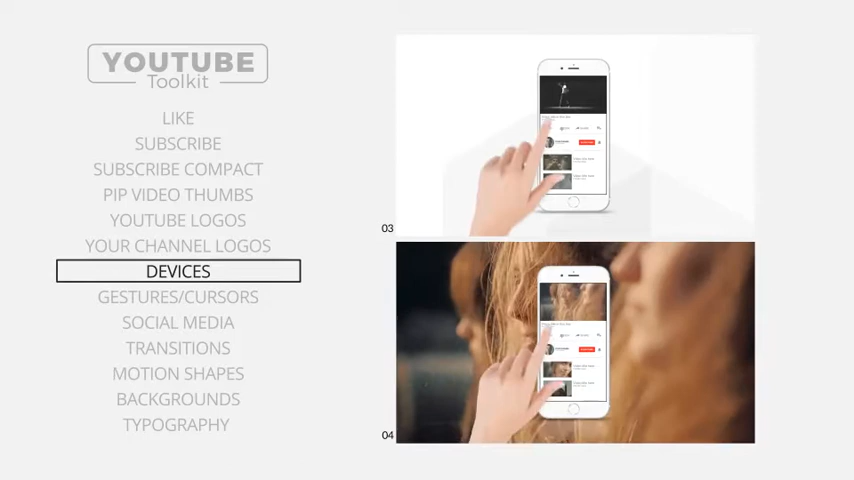 YOUTUBE
Toolkit
LIKE
SUBSCRIBE
SUBSCRIBE COMPACT
PIP VIDEO THUMBS
YOUTUBE LOGOS
YOUR CHANNEL LOGOS
DEVICES
GESTURES/CURSORS
SOCIAL MEDIA
TRANSITIONS
MOTION SHAPES
BACKGROUNDS
TYPOGRAPHY
03
04